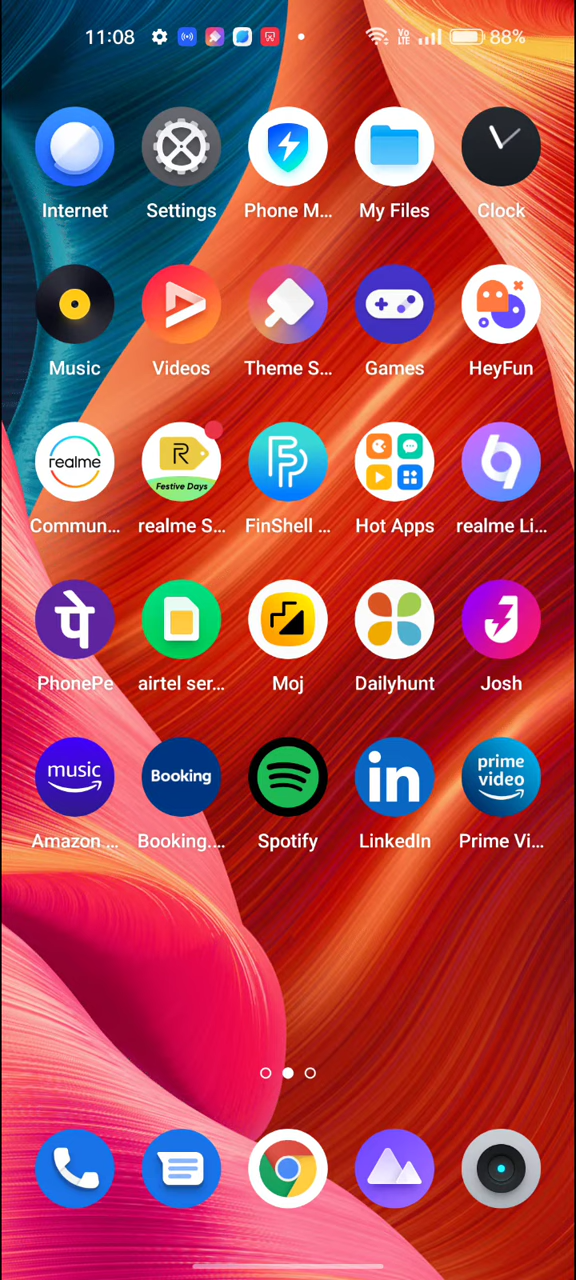 11:08
Vo
LTE
88%
Internet
Settings
Phone M...
My Files
Clock
Music
Videos
Theme S...
Games
HeyFun
realme
R
Festive Days
Commun...
realme S...
FinShell ...
Hot Apps
realme Li...
पे
PhonePe
airtel ser...
Moj
Dailyhunt
J
Josh
music
Booking
in
prime
video
Amazon ...
Booking....
Spotify
LinkedIn
Prime Vi...